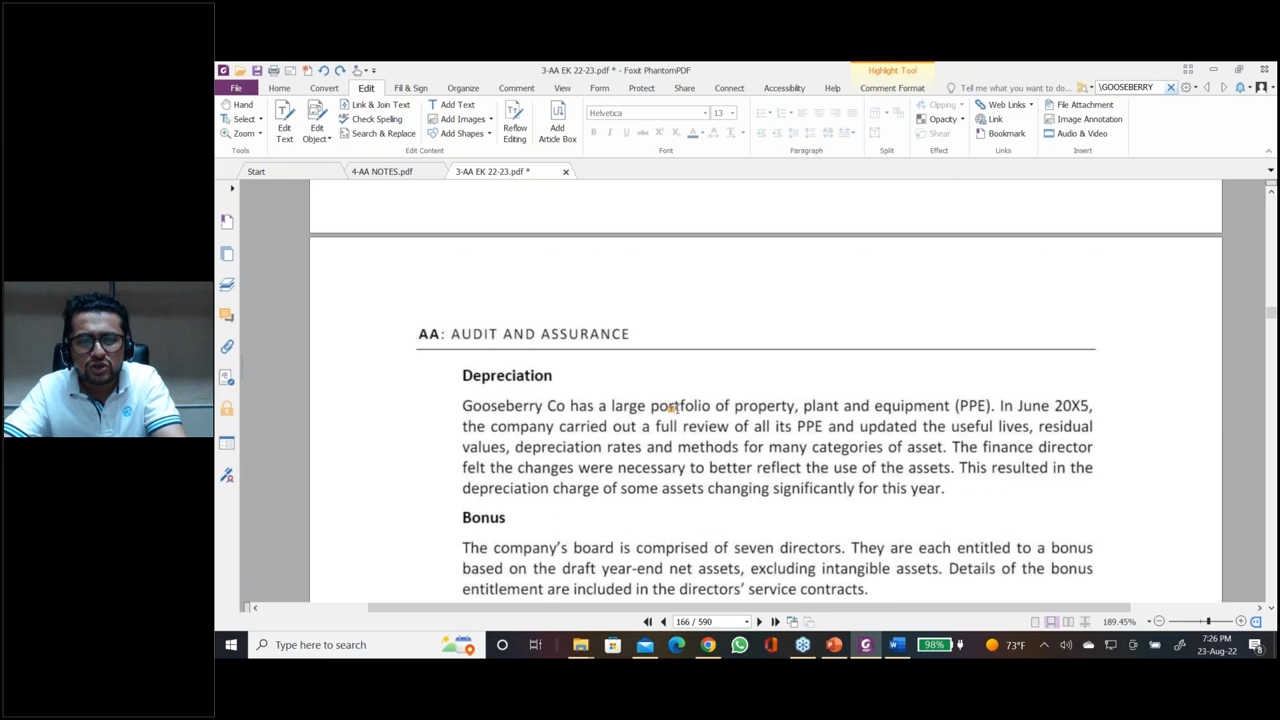 3-AA EK 22-23.pdf * - Foxit PhantomPDF
Highlight Tool
File Home Convert Edit Fill & Sign Organize Comment View Form Protect Share Connect Accessibility Help Comment Format Tell me what you want to do.. \GOOSEBERRY
Hand
Select
Zoom
Tools
Edit Text
Edit Object
Link & Join Text
Check Spelling
Search & Replace
Add Text
Add Images
Add Shapes
Reflow Editing
Add Article Box
Edit Content
Helvetica 13
Font
Paragraph
Split
Split
Clipping
Opacity
Shear
Effect
Web Links
Link
Bookmark
Links
File Attachment
Image Annotation
Audio & Video
Insert
Start 4-AA NOTES.pdf 3-AA EK 22-23.pdf *
AA: AUDIT AND ASSURANCE
Depreciation
Gooseberry Co has a large portfolio of property, plant and equipment (PPE). In June 20X5,
the company carried out a full review of all its PPE and updated the useful lives, residual
values, depreciation rates and methods for many categories of asset. The finance director
felt the changes were necessary to better reflect the use of the assets. This resulted in the
depreciation charge of some assets changing significantly for this year.
Bonus
The company's board is comprised of seven directors. They are each entitled to a bonus
based on the draft year-end net assets, excluding intangible assets. Details of the bonus
entitlement are included in the directors' service contracts.
166 / 590
189.45%
Type here to search
98%
73°F
7:26 PM
23-Aug-22